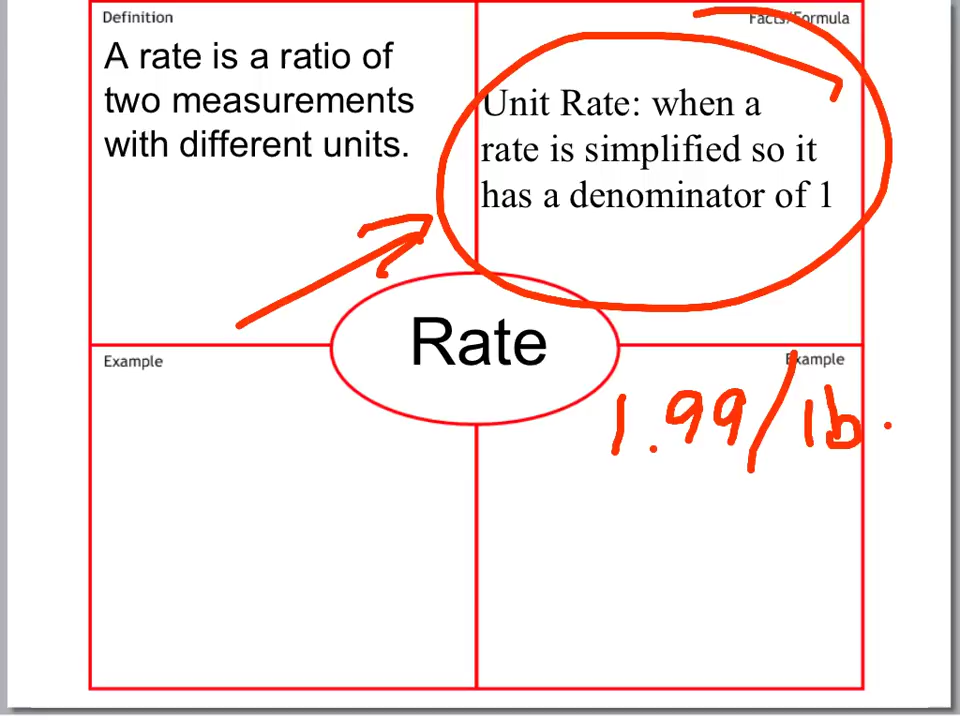 Definition
A rate is a ratio of
two measurements
with different units.
Facts/Formula
Unit Rate: when a
rate is simplified so it
has a denominator of 1
Rate
Example
Example
1.99/lb.